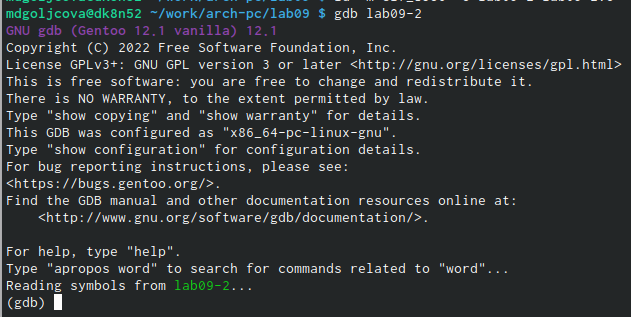 mdgoljcova@dk8n52 ~/work/arch-pc/lab09 $ gdb lab09-2
GNU gdb (Gentoo 12.1 vanilla) 12.1
Copyright (C) 2022 Free Software Foundation, Inc.
License GPLv3+: GNU GPL version 3 or later <http://gnu.org/licenses/gpl.html>
This is free software: you are free to change and redistribute it.
There is NO WARRANTY, to the extent permitted by law.
Type "show copying" and "show warranty" for details.
This GDB was configured as "x86_64-pc-linux-gnu".
Type "show configuration" for configuration details.
For bug reporting instructions, please see:
<https://bugs.gentoo.org/>.
Find the GDB manual and other documentation resources online at:
    <http://www.gnu.org/software/gdb/documentation/>.

For help, type "help".
Type "apropos word" to search for commands related to "word"...
Reading symbols from lab09-2...
(gdb)